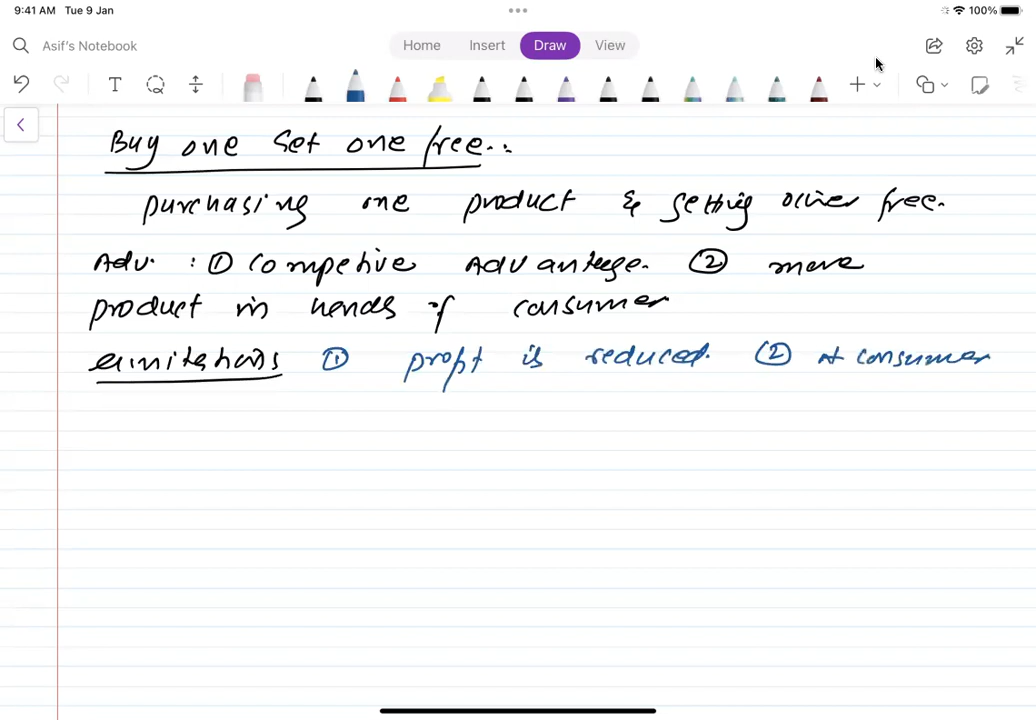 9:41 AM Tue 9 Jan 100%
Asif's Notebook Home Insert Draw View
Buy one Get one free..
purchasing one product & getting other free.
Adv. : ① Competive Advantage. ② more
product in hands of consumer
Limitations ① profit is reduced. ② A consumer